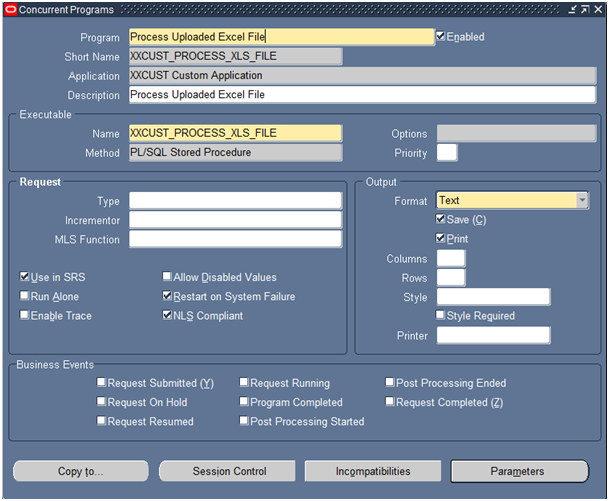 Concurrent Programs
Program Process Uploaded Excel File Enabled
Short Name XXCUST_PROCESS_XLS_FILE
Application XXCUST Custom Application
Description Process Uploaded Excel File
Executable
Name XXCUST_PROCESS_XLS_FILE Options
Method PL/SQL Stored Procedure Priority
Request Output
Type Format Text
Incrementor Save (C)
MLS Function Print
Columns
Use in SRS Allow Disabled Values Rows
Run Alone Restart on System Failure Style
Enable Trace NLS Compliant Style Required
Printer
Business Events
Request Submitted (Y) Request Running Post Processing Ended
Request On Hold Program Completed Request Completed (Z)
Request Resumed Post Processing Started
Copy to... Session Control Incompatibilities Parameters